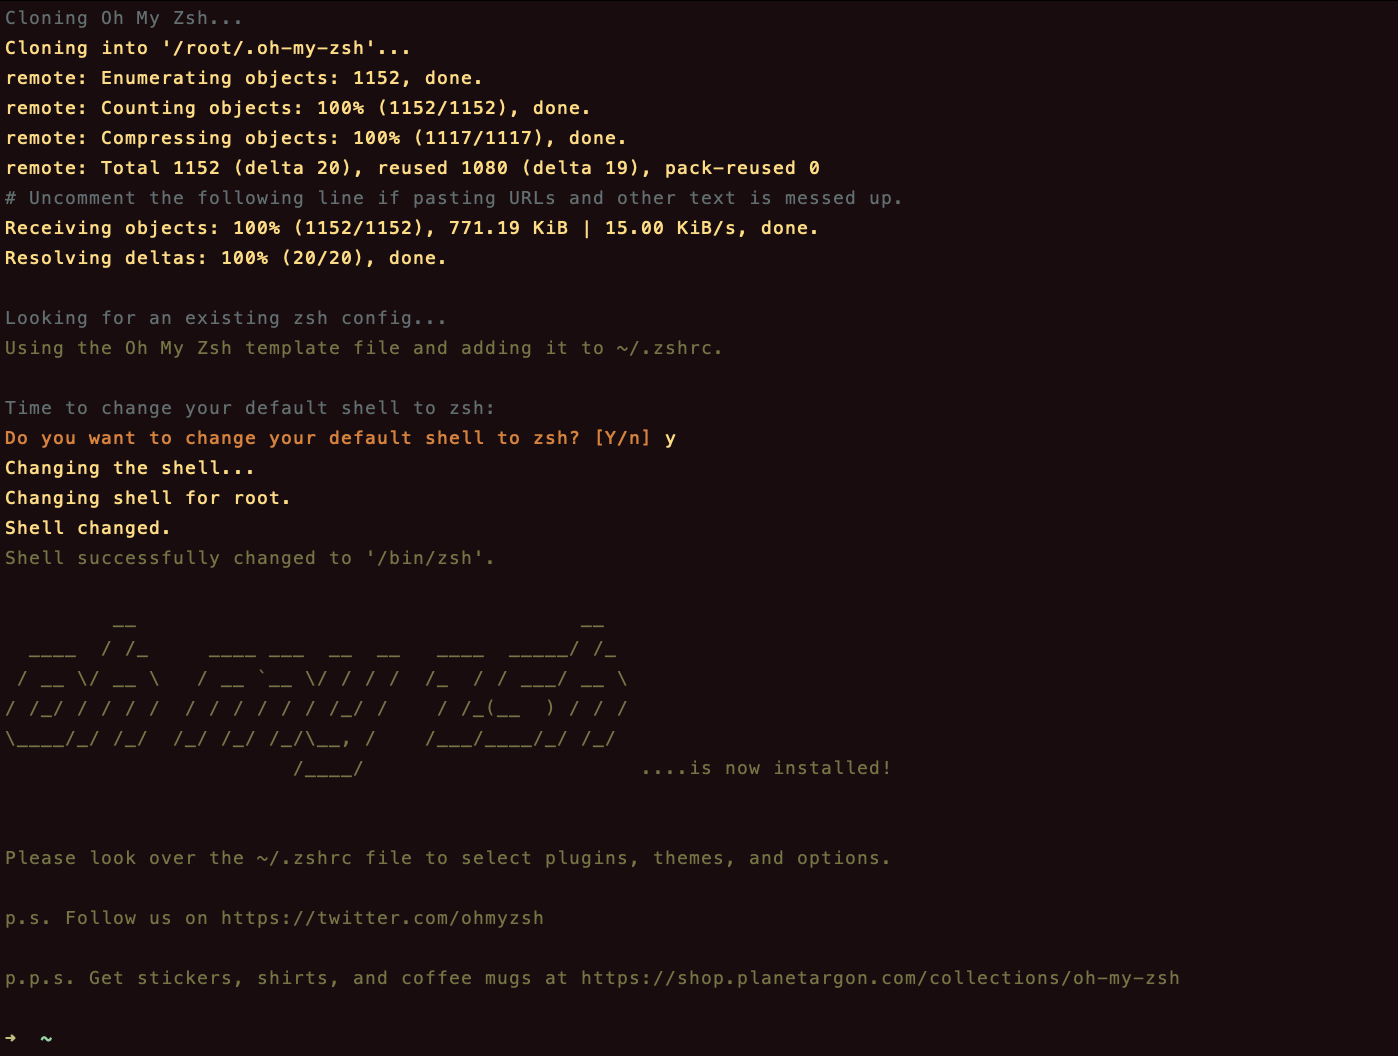 Cloning Oh My Zsh...
Cloning into '/root/.oh-my-zsh'...
remote: Enumerating objects: 1152, done.
remote: Counting objects: 100% (1152/1152), done.
remote: Compressing objects: 100% (1117/1117), done.
remote: Total 1152 (delta 20), reused 1080 (delta 19), pack-reused 0
# Uncomment the following line if pasting URLs and other text is messed up.
Receiving objects: 100% (1152/1152), 771.19 KiB | 15.00 KiB/s, done.
Resolving deltas: 100% (20/20), done.

Looking for an existing zsh config...
Using the Oh My Zsh template file and adding it to ~/.zshrc.

Time to change your default shell to zsh:
Do you want to change your default shell to zsh? [Y/n] y
Changing the shell...
Changing shell for root.
Shell changed.
Shell successfully changed to '/bin/zsh'.

         __                                     __
  ____  / /_     ____ ___  __  __   ____  _____/ /_
 / __ \/ __ \   / __ `__ \/ / / /  /_  / / ___/ __ \
/ /_/ / / / /  / / / / / / /_/ /    / /_(__  ) / / /
\____/_/ /_/  /_/ /_/ /_/\__, /    /___/____/_/ /_/
                        /____/                       ....is now installed!

Please look over the ~/.zshrc file to select plugins, themes, and options.

p.s. Follow us on https://twitter.com/ohmyzsh

p.p.s. Get stickers, shirts, and coffee mugs at https://shop.planetargon.com/collections/oh-my-zsh

➜  ~